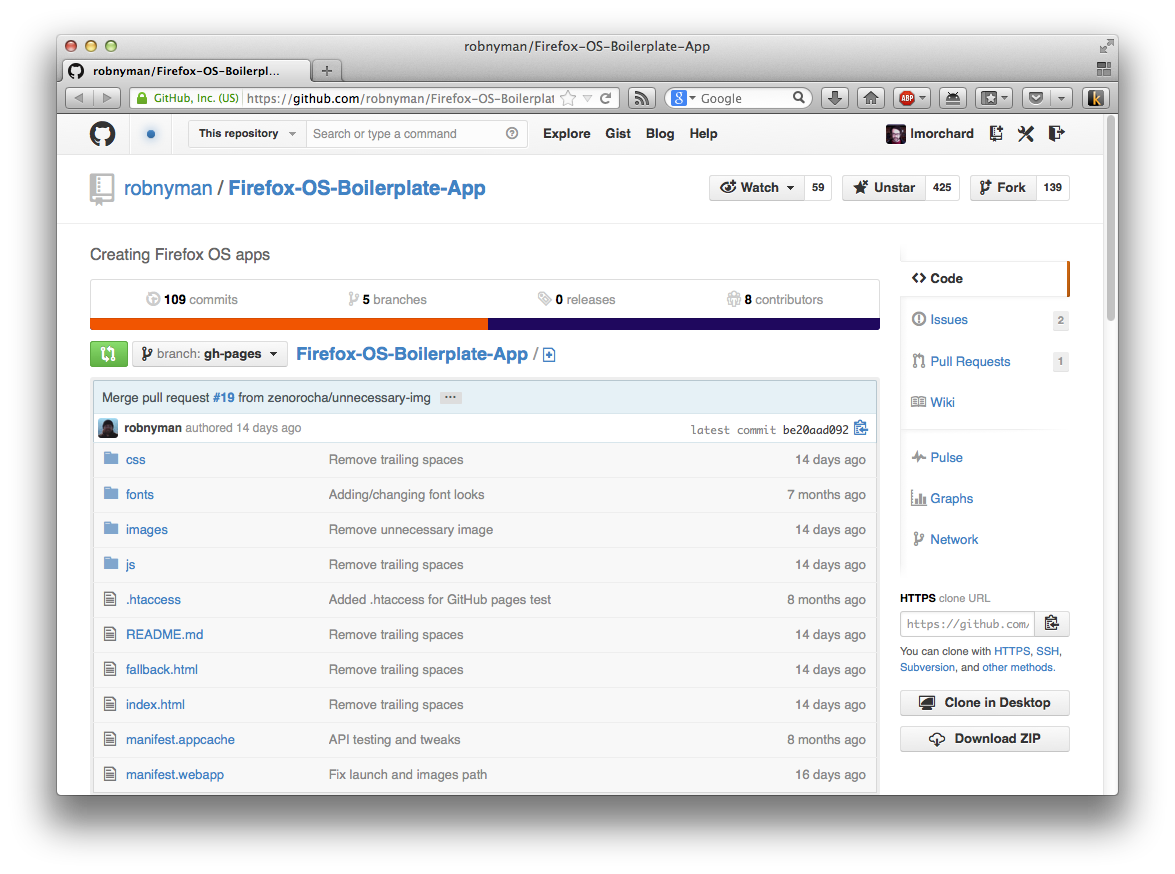 robnyman/Firefox-OS-Boilerplate-App
robnyman/Firefox-OS-Boilerpl...
GitHub, Inc. (US) https://github.com/robnyman/Firefox-OS-Boilerplat
8 Google ABP k
This repository Search or type a command Explore Gist Blog Help lmorchard
robnyman / Firefox-OS-Boilerplate-App Watch 59 Unstar 425 Fork 139
Creating Firefox OS apps
109 commits 5 branches 0 releases 8 contributors
branch: gh-pages Firefox-OS-Boilerplate-App /
Merge pull request #19 from zenorocha/unnecessary-img ...
robnyman authored 14 days ago latest commit be20aad092
css Remove trailing spaces 14 days ago
fonts Adding/changing font looks 7 months ago
images Remove unnecessary image 14 days ago
js Remove trailing spaces 14 days ago
.htaccess Added .htaccess for GitHub pages test 8 months ago
README.md Remove trailing spaces 14 days ago
fallback.html Remove trailing spaces 14 days ago
index.html Remove trailing spaces 14 days ago
manifest.appcache API testing and tweaks 8 months ago
manifest.webapp Fix launch and images path 16 days ago
Code
Issues 2
Pull Requests 1
Wiki
Pulse
Graphs
Network
HTTPS clone URL
https://github.com/
You can clone with HTTPS, SSH,
Subversion, and other methods.
Clone in Desktop
Download ZIP